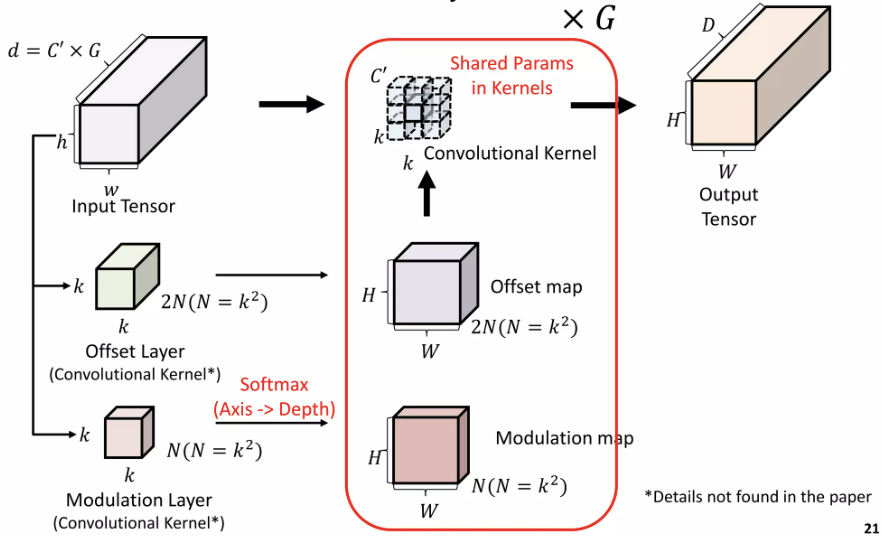 × G
d = C′ × G
h
w
Input Tensor
C′
k
k
Shared Params
in Kernels
Convolutional Kernel
D
H
W
Output
Tensor
k
k
2N(N = k²)
Offset Layer
(Convolutional Kernel*)
H
W
Offset map
2N(N = k²)
Softmax
(Axis -> Depth)
k
k
N(N = k²)
Modulation Layer
(Convolutional Kernel*)
H
W
Modulation map
N(N = k²)
*Details not found in the paper
21